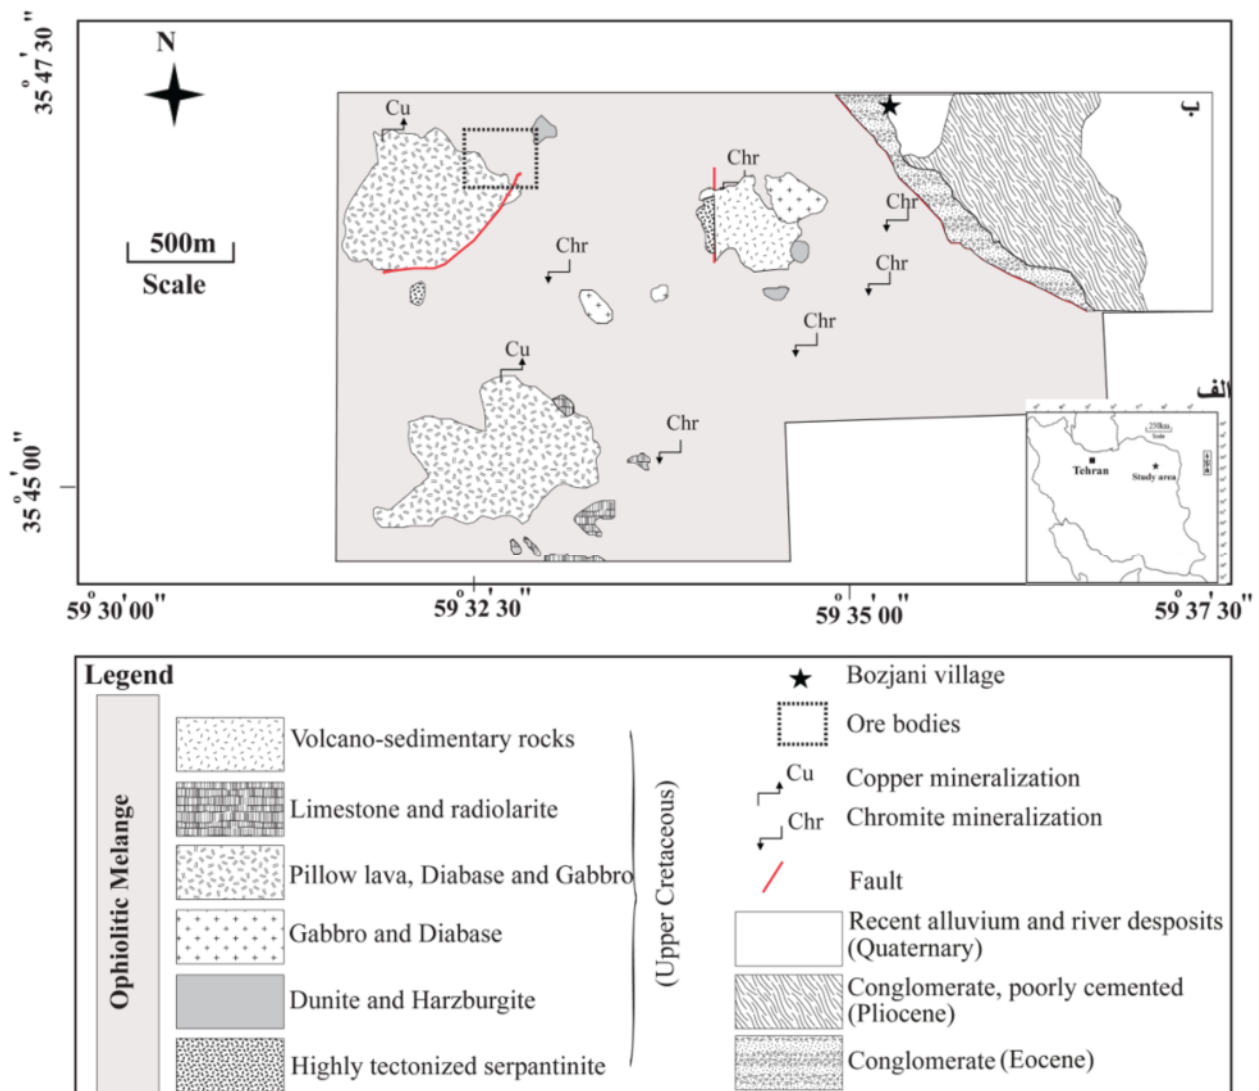 35° 47' 30"
N
Cu
Chr
ب
Chr
500m
Scale
Chr
Chr
Chr
Cu
Chr
الف
250km
Scale
Tehran
Study area
35° 45' 00"
59° 30' 00"
59° 32' 30"
59° 35' 00"
59° 37' 30"
Legend
Ophiolitic Melange
Volcano-sedimentary rocks
Limestone and radiolarite
Pillow lava, Diabase and Gabbro
Gabbro and Diabase
Dunite and Harzburgite
Highly tectonized serpantinite
(Upper Cretaceous)
Bozjani village
Ore bodies
Cu
Copper mineralization
Chr
Chromite mineralization
Fault
Recent alluvium and river desposits
(Quaternary)
Conglomerate, poorly cemented
(Pliocene)
Conglomerate (Eocene)